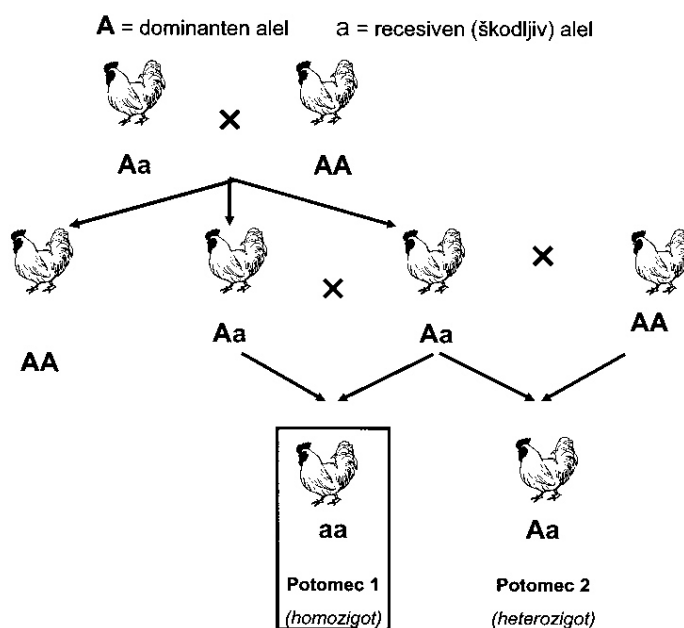 A = dominanten alel a = recesiven (škodljiv) alel
× 
Aa AA
×
×
Aa Aa AA
AA
aa Aa
Potomec 1 Potomec 2
(homozigot) (heterozigot)